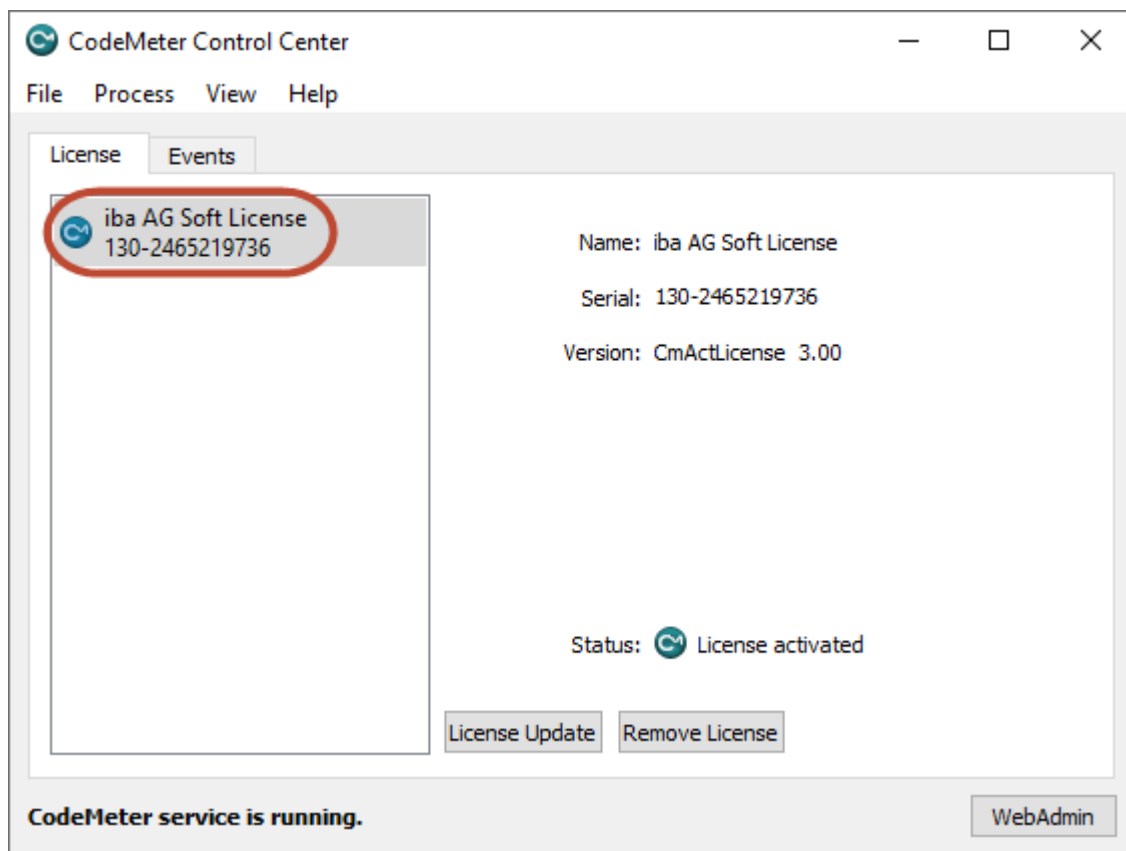 CodeMeter Control Center
File Process View Help
License Events
iba AG Soft License
130-2465219736
Name: iba AG Soft License
Serial: 130-2465219736
Version: CmActLicense 3.00
Status: License activated
License Update Remove License
CodeMeter service is running.
WebAdmin